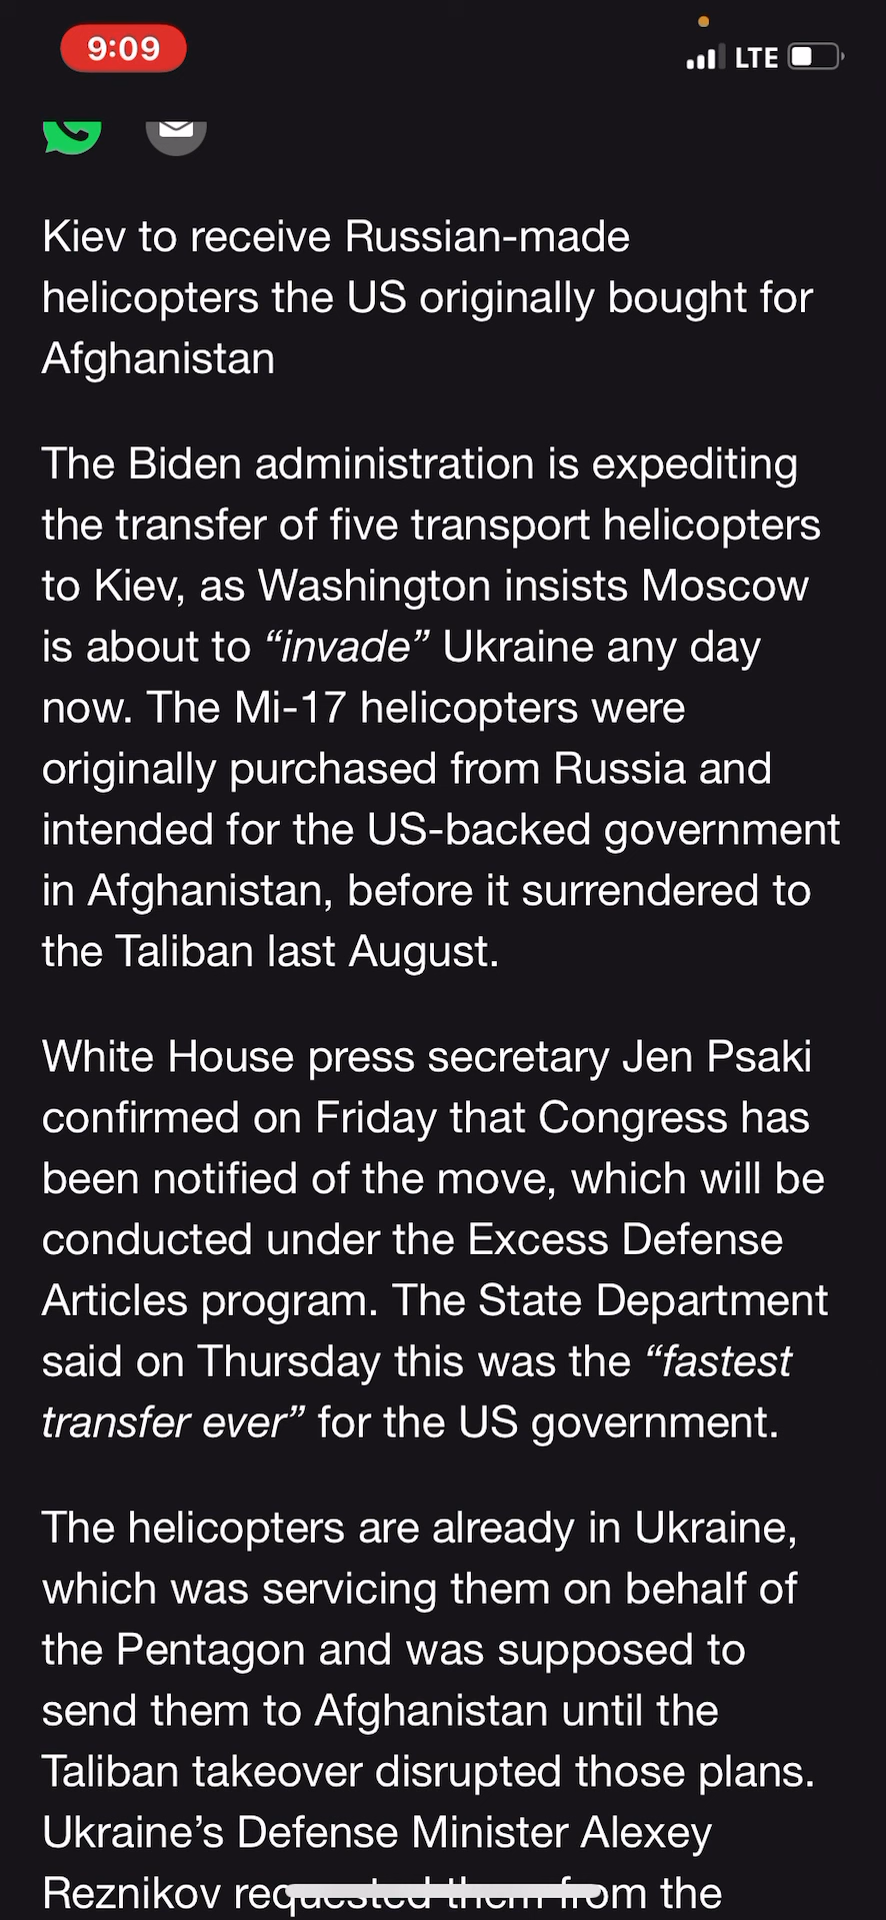 9:09
LTE
Kiev to receive Russian-made
helicopters the US originally bought for
Afghanistan
The Biden administration is expediting
the transfer of five transport helicopters
to Kiev, as Washington insists Moscow
is about to “invade” Ukraine any day
now. The Mi-17 helicopters were
originally purchased from Russia and
intended for the US-backed government
in Afghanistan, before it surrendered to
the Taliban last August.
White House press secretary Jen Psaki
confirmed on Friday that Congress has
been notified of the move, which will be
conducted under the Excess Defense
Articles program. The State Department
said on Thursday this was the “fastest
transfer ever” for the US government.
The helicopters are already in Ukraine,
which was servicing them on behalf of
the Pentagon and was supposed to
send them to Afghanistan until the
Taliban takeover disrupted those plans.
Ukraine’s Defense Minister Alexey
Reznikov requested them from the